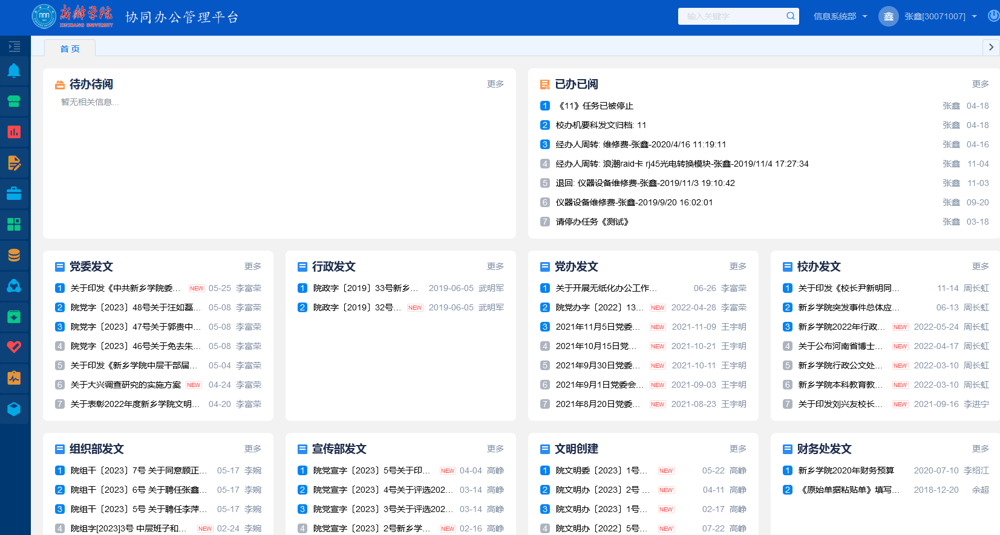 新乡学院
XINXIANG UNIVERSITY
协同办公管理平台
输入关键字
信息系统部
鑫
张鑫[30071007]
首 页
待办待阅
更多
暂无相关信息...
已办已阅
更多
1 《11》任务已被停止 张鑫 04-18
2 校办机要科发文归档: 11 张鑫 04-18
3 经办人周转: 维修费-张鑫-2020/4/16 11:19:11 张鑫 04-16
4 经办人周转: 浪潮raid卡 rj45光电转换模块-张鑫-2019/11/4 17:27:34 张鑫 11-04
5 退回: 仪器设备维修费-张鑫-2019/11/3 19:10:42 张鑫 11-03
6 仪器设备维修费-张鑫-2019/9/20 16:02:01 张鑫 09-20
7 请停办任务《测试》 张鑫 03-18
党委发文
更多
1 关于印发《中共新乡学院委... NEW 05-25 李富荣
2 院党字〔2023〕48号关于汪如磊... 05-08 李富荣
3 院党字〔2023〕47号关于郭贵中... 05-08 李富荣
4 院党字〔2023〕46号关于免去朱... 05-08 李富荣
5 关于印发《新乡学院中层干部届... 05-04 李富荣
6 关于大兴调查研究的实施方案 NEW 04-24 李富荣
7 关于表彰2022年度新乡学院文明... 04-20 李富荣
行政发文
更多
1 院政字〔2019〕33号新乡... 2019-06-05 武明军
2 院政字〔2019〕32号... NEW 2019-06-05 武明军
党办发文
更多
1 关于开展无纸化办公工作... 06-26 李富荣
2 院党办字〔2022〕13... NEW 2022-04-28 李富荣
3 2021年11月5日党委... NEW 2021-11-09 王宇明
4 2021年10月15日党... NEW 2021-10-21 王宇明
5 2021年9月30日党委... NEW 2021-10-11 王宇明
6 2021年9月1日党委会... NEW 2021-09-03 王宇明
7 2021年8月20日党委... NEW 2021-08-23 王宇明
校办发文
更多
1 关于印发《校长尹新明同... 11-14 周长虹
2 新乡学院突发事件总体应... 06-13 周长虹
3 新乡学院2022年行政... NEW 2022-05-24 周长虹
4 关于公布河南省博士... NEW 2022-04-17 周长虹
5 新乡学院行政公文处... NEW 2022-03-10 周长虹
6 新乡学院本科教育教... NEW 2022-03-10 周长虹
7 关于印发刘兴友校长... NEW 2021-09-16 李进宁
组织部发文
更多
1 院组干〔2023〕7号 关于同意顾正... 05-17 李婉
2 院组干〔2023〕6号 关于聘任张鑫... 05-17 李婉
3 院组干〔2023〕5号 关于聘任李萍... 05-17 李婉
4 院组字[2023]3号 中层班子和... NEW 02-24 李婉
宣传部发文
更多
1 院党宣字〔2023〕5号关于印... NEW 04-04 高峥
2 院党宣字〔2023〕4号关于评选202... 03-14 高峥
3 院党宣字〔2023〕3号关于评选202... 03-14 高峥
4 院党宣字〔2023〕2号新乡学... NEW 02-16 高峥
文明创建
更多
1 院文明委〔2023〕1号... NEW 05-22 高峥
2 院文明办〔2023〕2号 ... NEW 04-11 高峥
3 院文明办〔2023〕1号... NEW 02-17 高峥
4 院文明办〔2022〕5号... NEW 07-22 高峥
财务处发文
更多
1 新乡学院2020年财务预算 2020-07-10 李绍江
2 《原始单据粘贴单》填写... 2018-12-20 余超